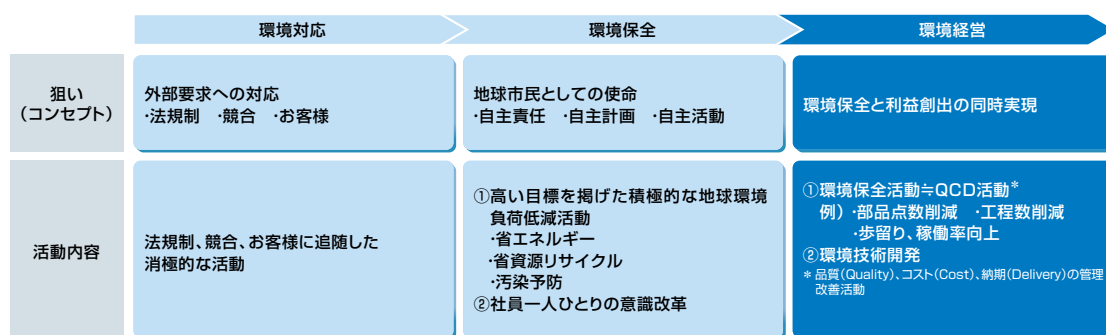 環境対応
環境保全
環境経営
狙い
（コンセプト）
外部要求への対応
・法規制　・競合　・お客様
地球市民としての使命
・自主責任　・自主計画　・自主活動
環境保全と利益創出の同時実現
活動内容
法規制、競合、お客様に追随した
消極的な活動
①高い目標を掲げた積極的な地球環境
負荷低減活動
・省エネルギー
・省資源リサイクル
・汚染予防
②社員一人ひとりの意識改革
①環境保全活動≒QCD活動*
例）・部品点数削減　・工程数削減
・歩留り、稼働率向上
②環境技術開発
* 品質(Quality)、コスト(Cost)、納期(Delivery)の管理
改善活動